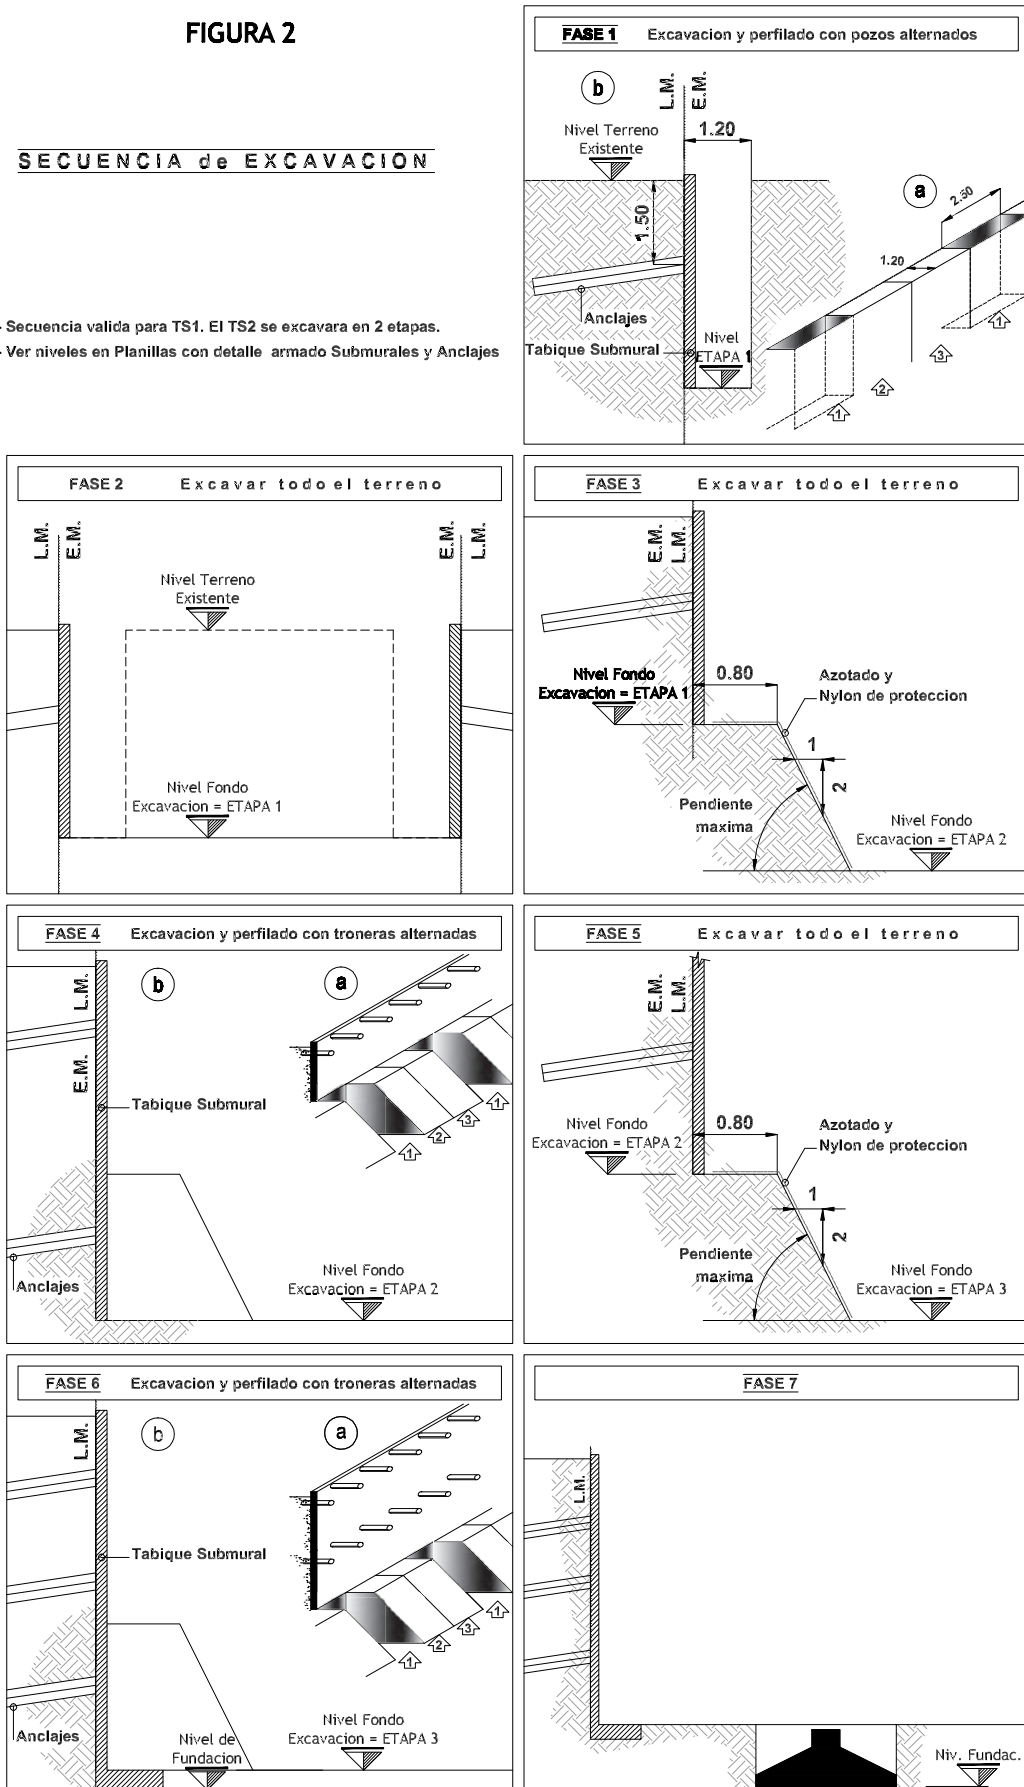 FIGURA 2
SECUENCIA de EXCAVACION
- Secuencia valida para TS1. El TS2 se excavara en 2 etapas.
- Ver niveles en Planillas con detalle armado Submurales y Anclajes
FASE 1 Excavacion y perfilado con pozos alternados
b
L.M.
E.M.
Nivel Terreno
Existente
1.20
1.50
a
2.50
1.20
Anclajes
Tabique Submural
Nivel
ETAPA 1
1
3
2
1
FASE 2 Excavar todo el terreno
L.M.
E.M.
E.M.
L.M.
Nivel Terreno
Existente
Nivel Fondo
Excavacion = ETAPA 1
FASE 3 Excavar todo el terreno
E.M.
L.M.
Nivel Fondo
Excavacion = ETAPA 1
0.80
Azotado y
Nylon de proteccion
1
2
Pendiente
maxima
Nivel Fondo
Excavacion = ETAPA 2
FASE 4 Excavacion y perfilado con troneras alternadas
L.M.
E.M.
b
a
Tabique Submural
1
3
2
1
Anclajes
Nivel Fondo
Excavacion = ETAPA 2
FASE 5 Excavar todo el terreno
E.M.
L.M.
Nivel Fondo
Excavacion = ETAPA 2
0.80
Azotado y
Nylon de proteccion
1
2
Pendiente
maxima
Nivel Fondo
Excavacion = ETAPA 3
FASE 6 Excavacion y perfilado con troneras alternadas
L.M.
b
a
Tabique Submural
1
3
2
1
Anclajes
Nivel de
Fundacion
Nivel Fondo
Excavacion = ETAPA 3
FASE 7
L.M.
Niv. Fundac.